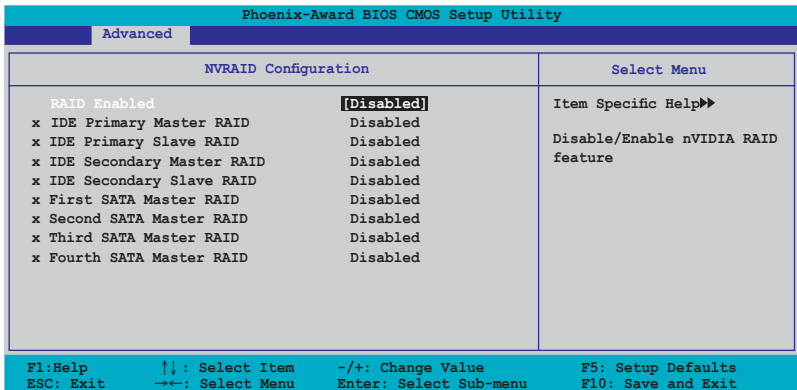 Phoenix-Award BIOS CMOS Setup Utility
Advanced
NVRAID Configuration
Select Menu
RAID Enabled [Disabled]
x IDE Primary Master RAID Disabled
x IDE Primary Slave RAID Disabled
x IDE Secondary Master RAID Disabled
x IDE Secondary Slave RAID Disabled
x First SATA Master RAID Disabled
x Second SATA Master RAID Disabled
x Third SATA Master RAID Disabled
x Fourth SATA Master RAID Disabled
Item Specific Help▶▶
Disable/Enable nVIDIA RAID
feature
F1:Help ↑↓ : Select Item -/+: Change Value F5: Setup Defaults
ESC: Exit →←: Select Menu Enter: Select Sub-menu F10: Save and Exit